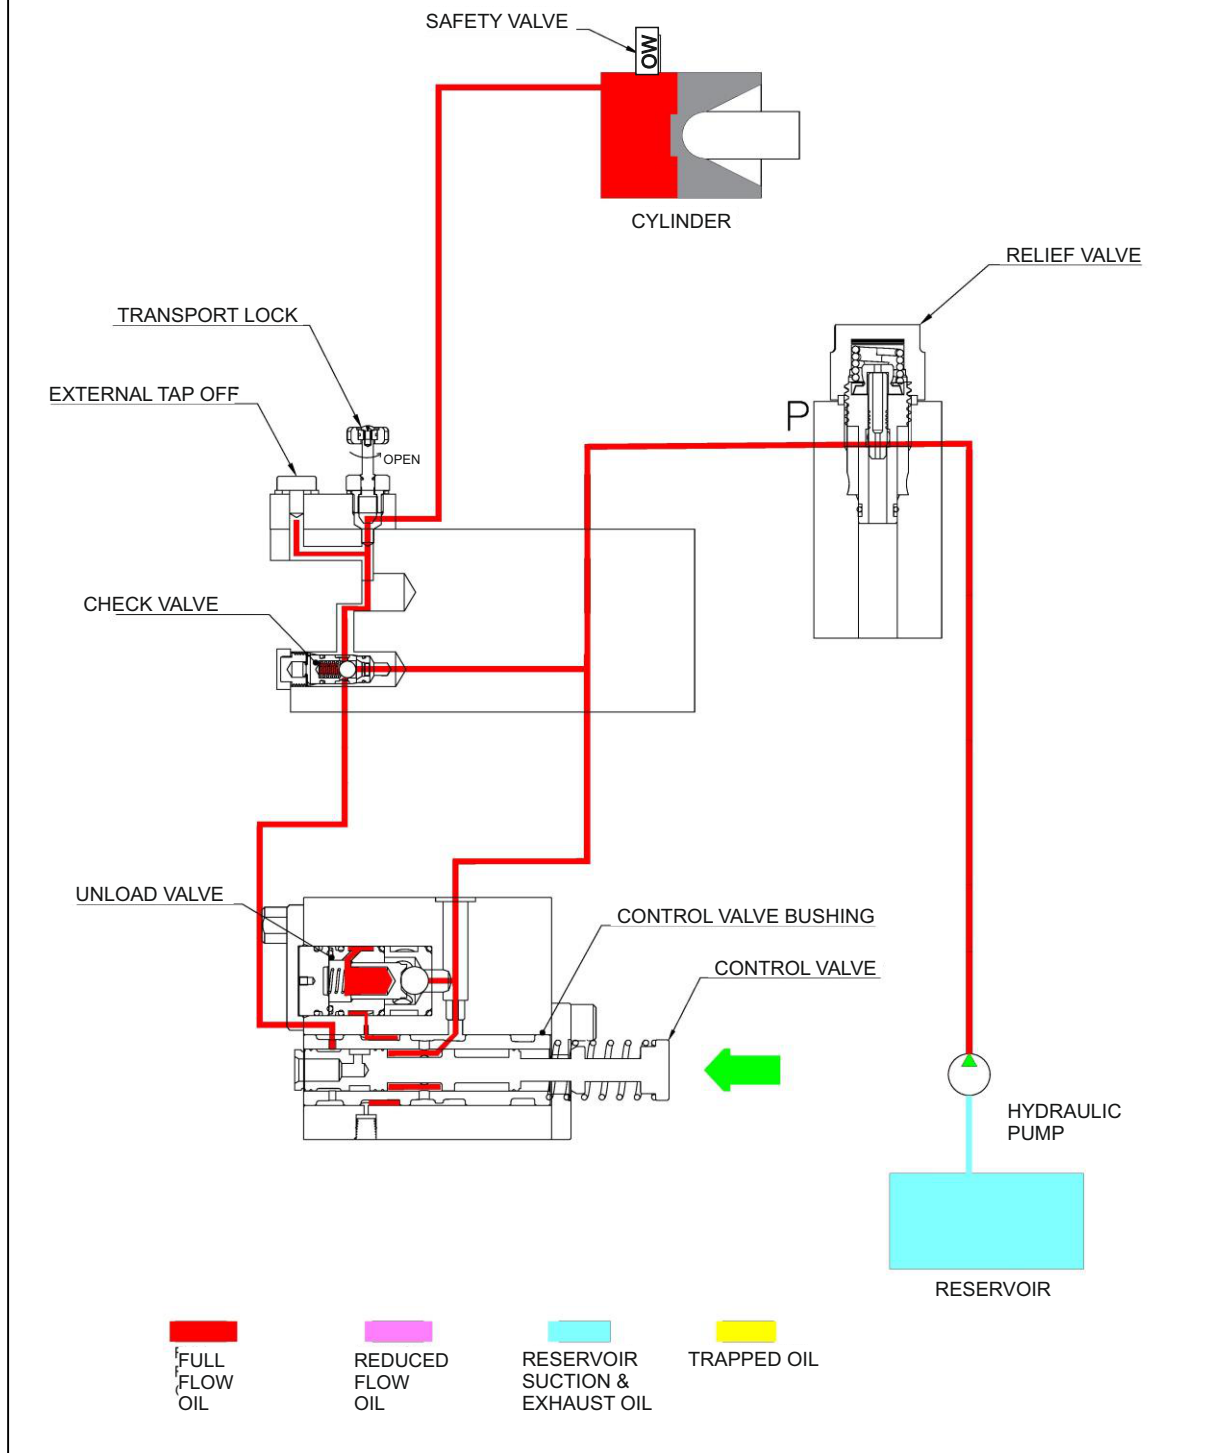 SAFETY VALVE
OW
CYLINDER
RELIEF VALVE
TRANSPORT LOCK
EXTERNAL TAP OFF
P
OPEN
CHECK VALVE
UNLOAD VALVE
CONTROL VALVE BUSHING
CONTROL VALVE
HYDRAULIC
PUMP
RESERVOIR
FULL
FLOW
OIL
REDUCED
FLOW
OIL
RESERVOIR
SUCTION &
EXHAUST OIL
TRAPPED OIL